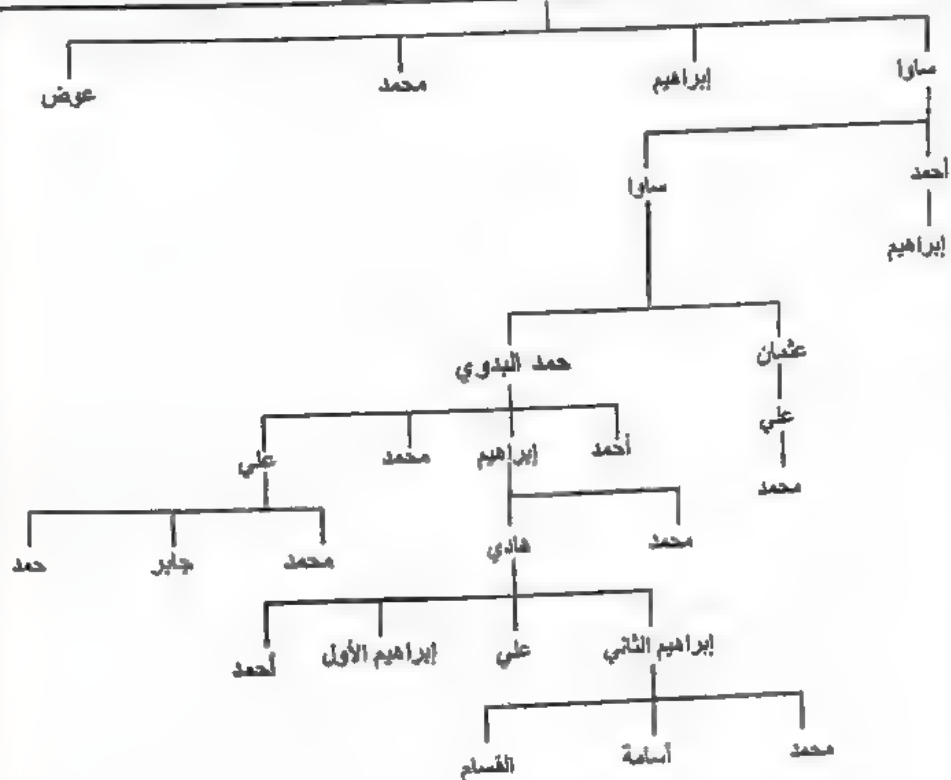 ساوا إبراهيم محمد عوض
أحمد ساوا
إبراهيم
عثمان حمد البدوي
علي أحمد إبراهيم محمد علي
محمد محمد هادي محمد جابر حمد
إبراهيم الثاني علي إبراهيم الأول أحمد
محمد أسامة القسام